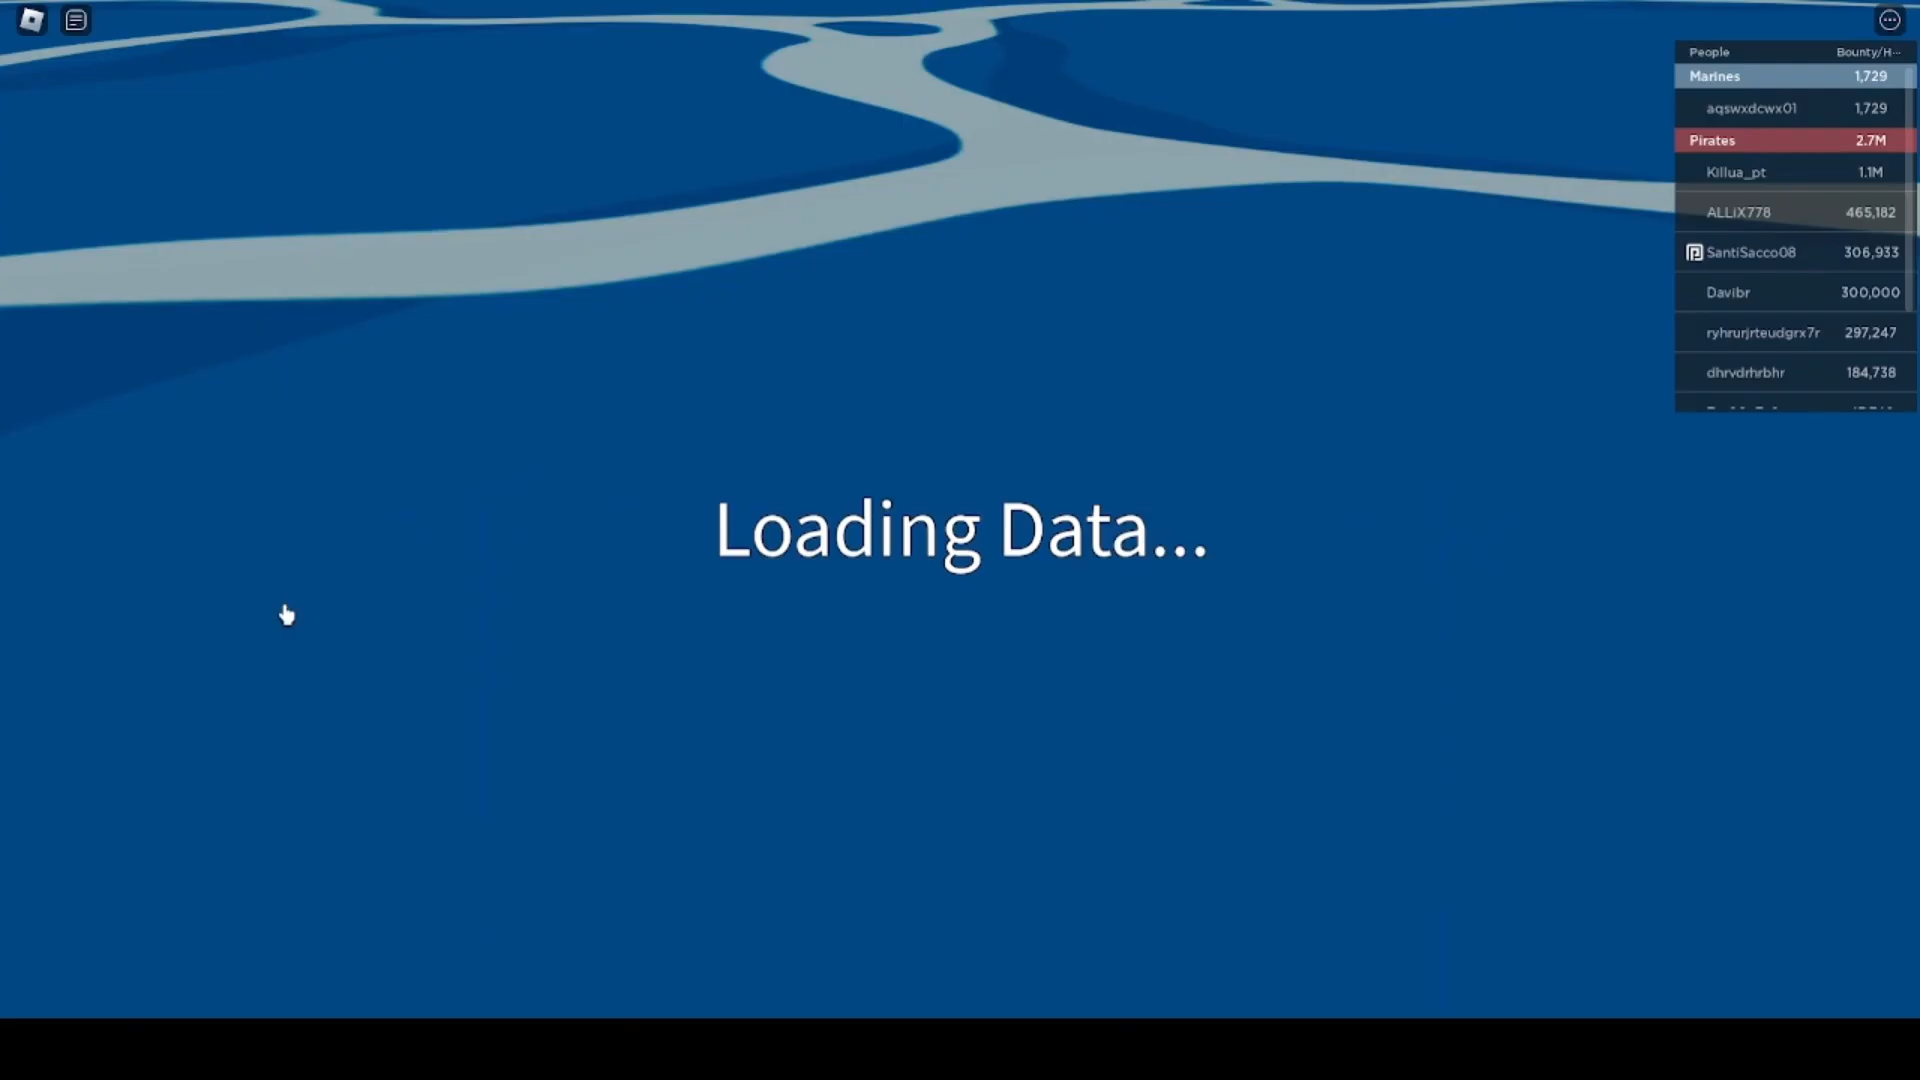 People Bounty/H...
Marines 1,729
aqswxdcwx01 1,729
Pirates 2.7M
Killua_pt 1.1M
ALLiX778 465,182
SantiSacco08 306,933
Davibr 300,000
ryhrurjrteudgrx7r 297,247
dhrvdrhrbhr 184,738
Loading Data...